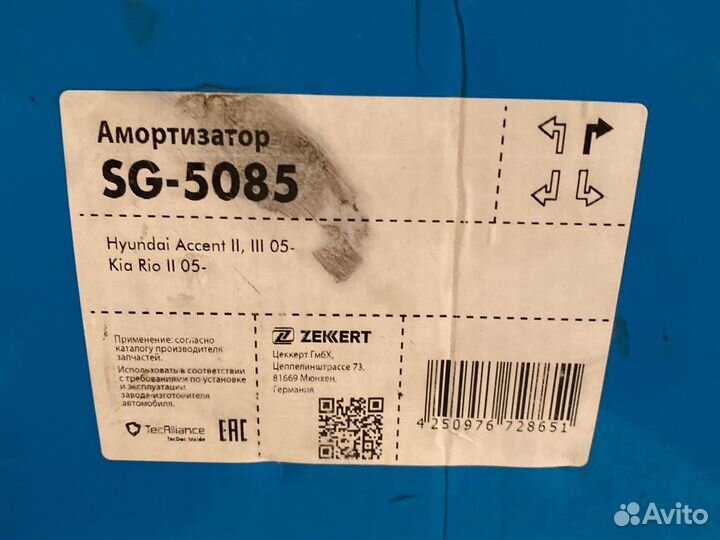 Амортизатор
SG-5085
Hyundai Accent II, III 05-
Kia Rio II 05-
Применение: согласно
каталогу производителя
запчастей.
Использовать в соответствии
с требованиями по установке
и эксплуатации
завода-изготовителя
автомобиля.
TecAlliance
TecDoc Inside
EAC
ZEKKERT
Цеккерт ГмбХ,
Цеппелинштрассе 73,
81669 Мюнхен,
Германия
4 250976 728651
Avito